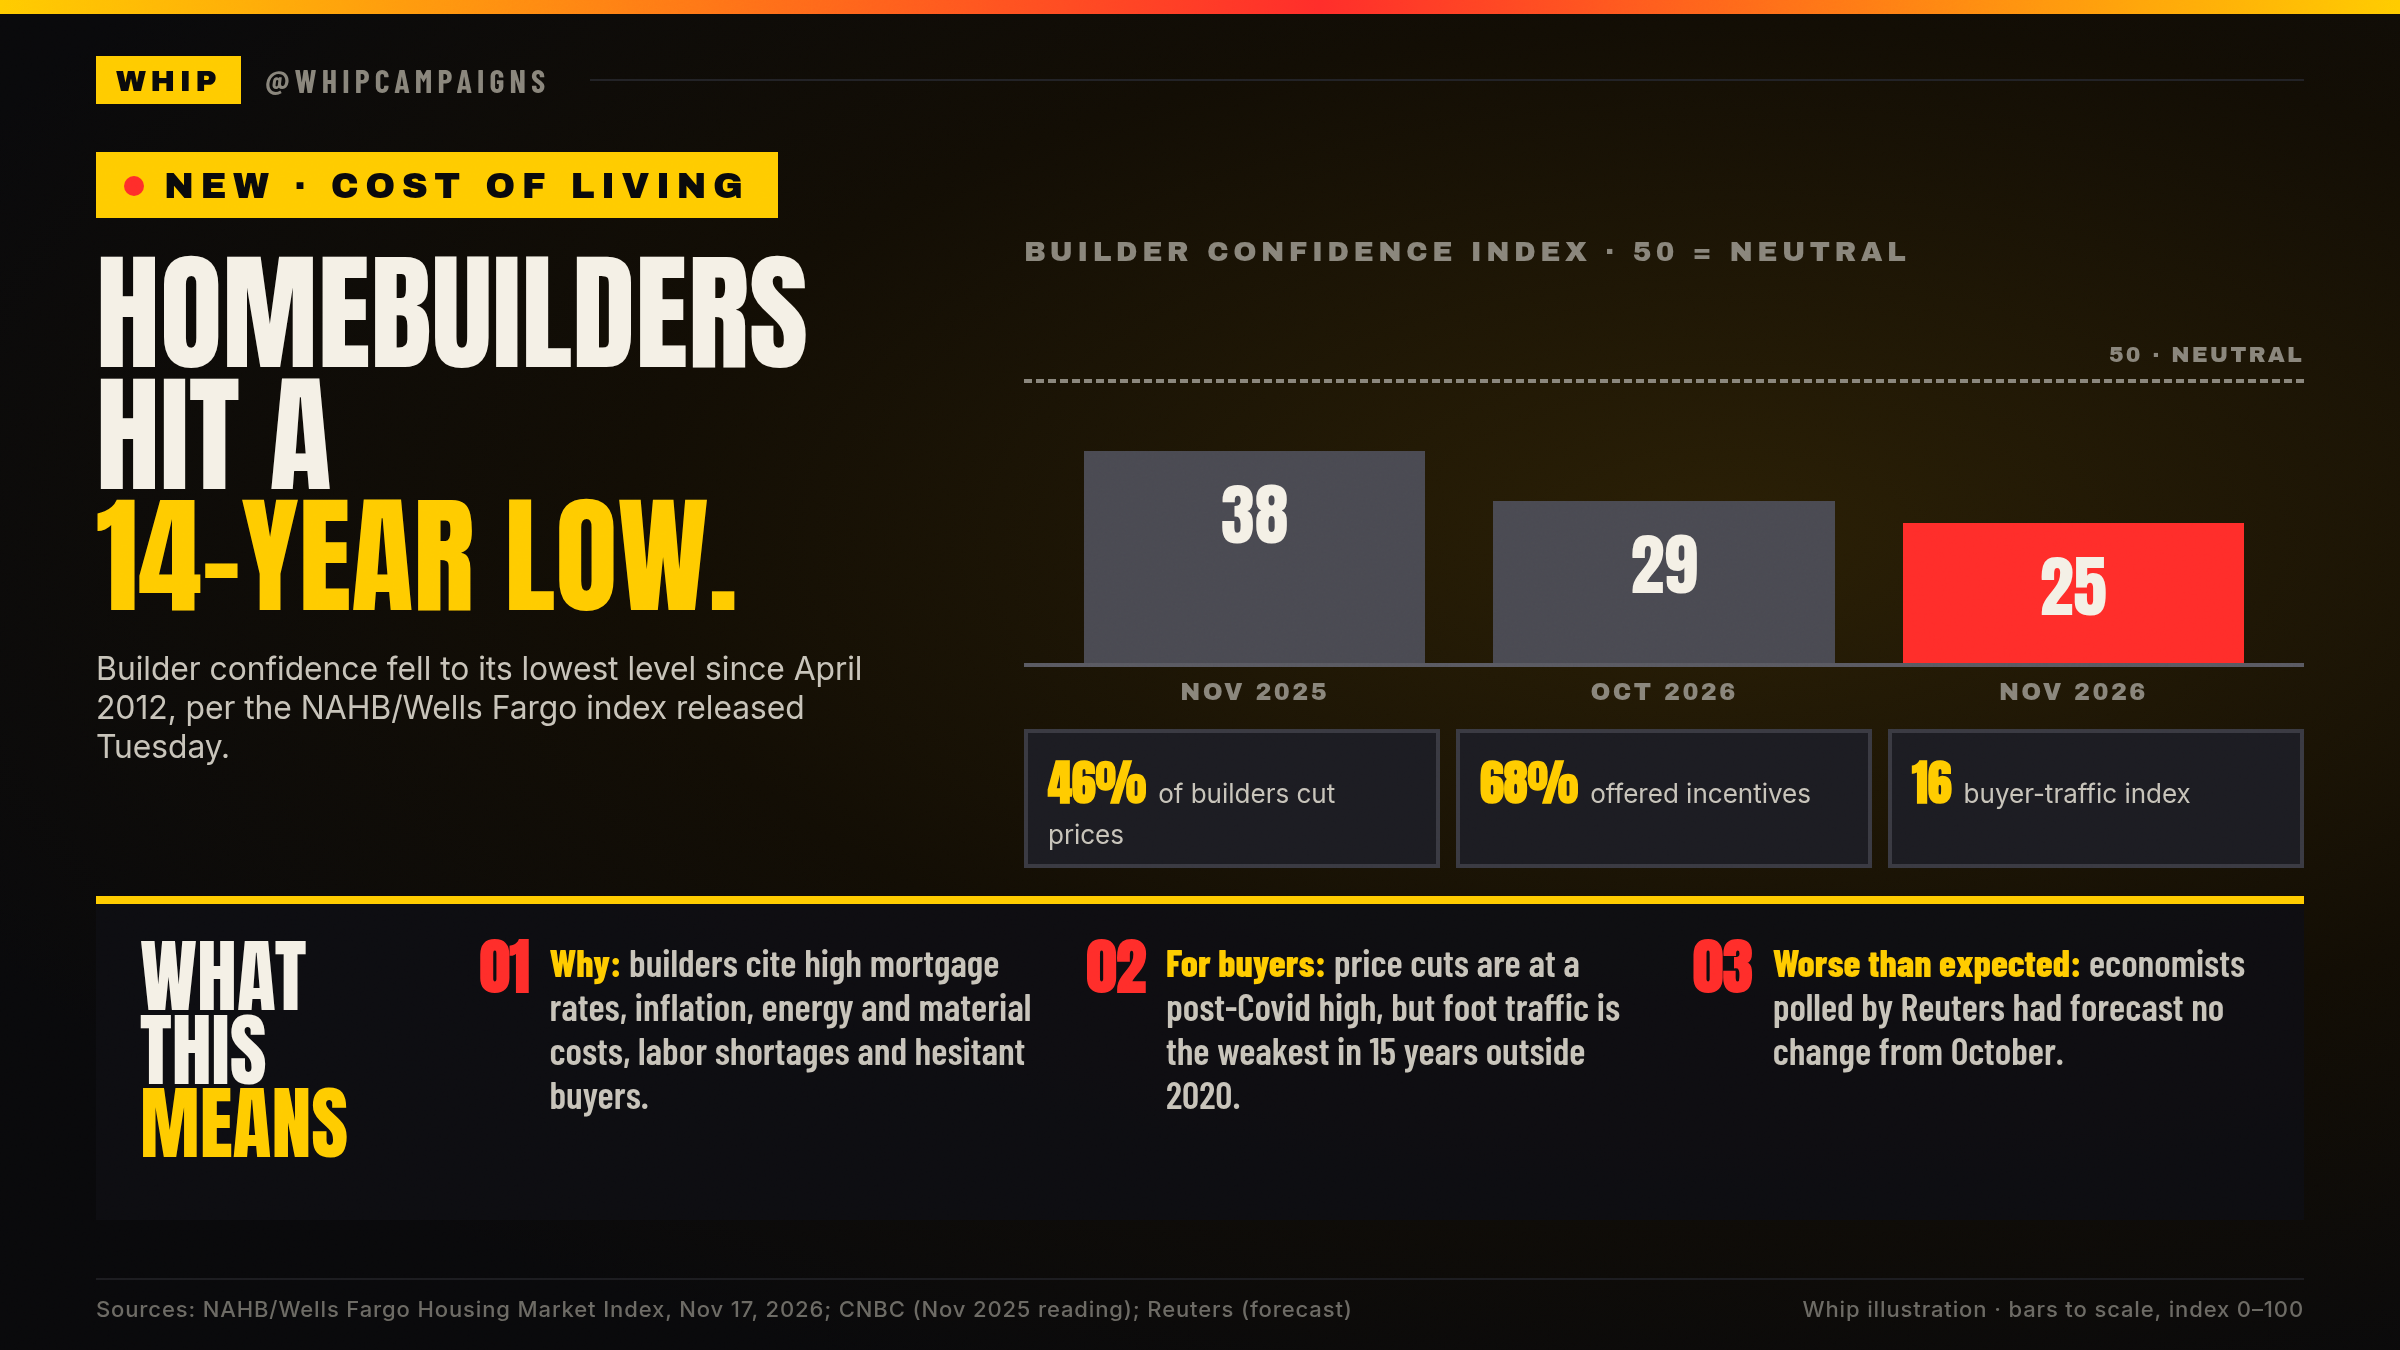 WHIP @WHIPCAMPAIGNS
NEW · COST OF LIVING
HOMEBUILDERS
HIT A
14-YEAR LOW.
Builder confidence fell to its lowest level since April
2012, per the NAHB/Wells Fargo index released
Tuesday.
BUILDER CONFIDENCE INDEX · 50 = NEUTRAL
50 · NEUTRAL
38
29
25
NOV 2025
OCT 2026
NOV 2026
46% of builders cut
prices
68% offered incentives
16 buyer-traffic index
WHAT
THIS
MEANS
01
Why: builders cite high mortgage
rates, inflation, energy and material
costs, labor shortages and hesitant
buyers.
02
For buyers: price cuts are at a
post-Covid high, but foot traffic is
the weakest in 15 years outside
2020.
03
Worse than expected: economists
polled by Reuters had forecast no
change from October.
Sources: NAHB/Wells Fargo Housing Market Index, Nov 17, 2026; CNBC (Nov 2025 reading); Reuters (forecast)
Whip illustration · bars to scale, index 0–100